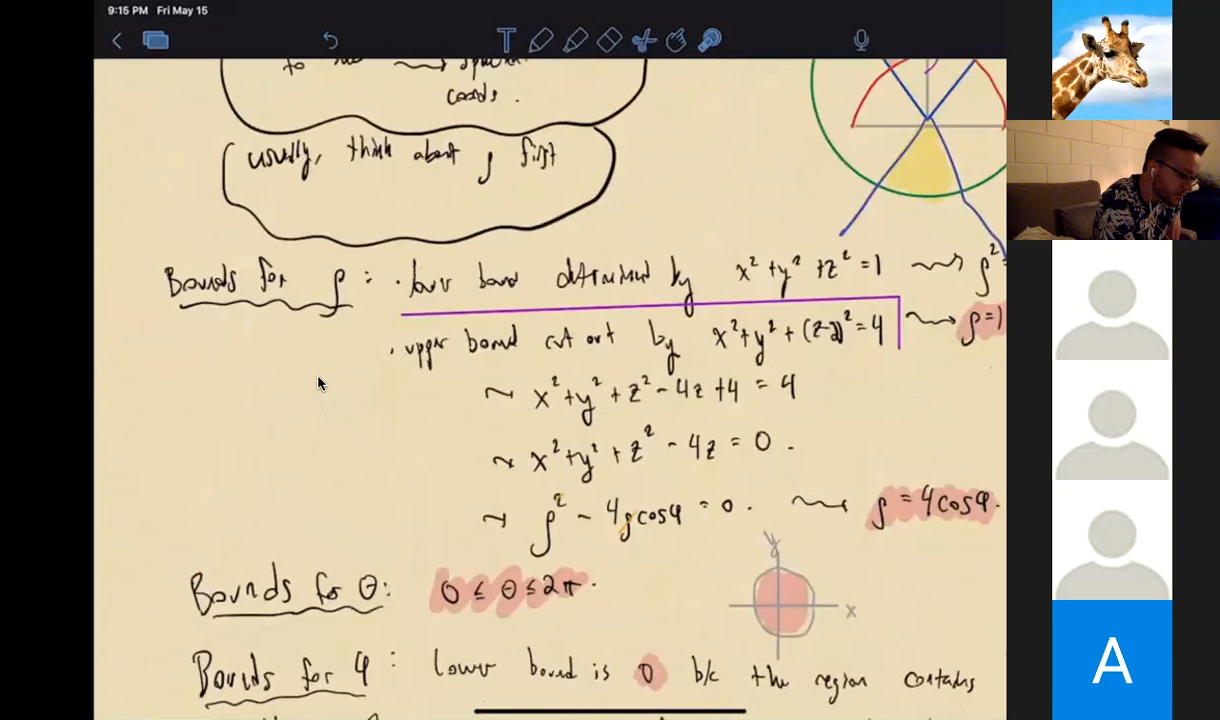 9:15 PM Fri May 15
T
to
coords.
usually, think about ρ first
Bounds for ρ: · lower bound determined by x² + y² + z² = 1 ⟿ ρ² =
· upper bound cut out by x² + y² + (z-2)² = 4 ⟿ ρ=1
~ x² + y² + z² - 4z + 4 = 4
~ x² + y² + z² - 4z = 0.
~ ρ² - 4ρcosφ = 0. ⟿ ρ = 4cosφ.
y
Bounds for θ: 0 ≤ θ ≤ 2π.
x
Bounds for φ: lower bound is 0 b/c the region contains
A